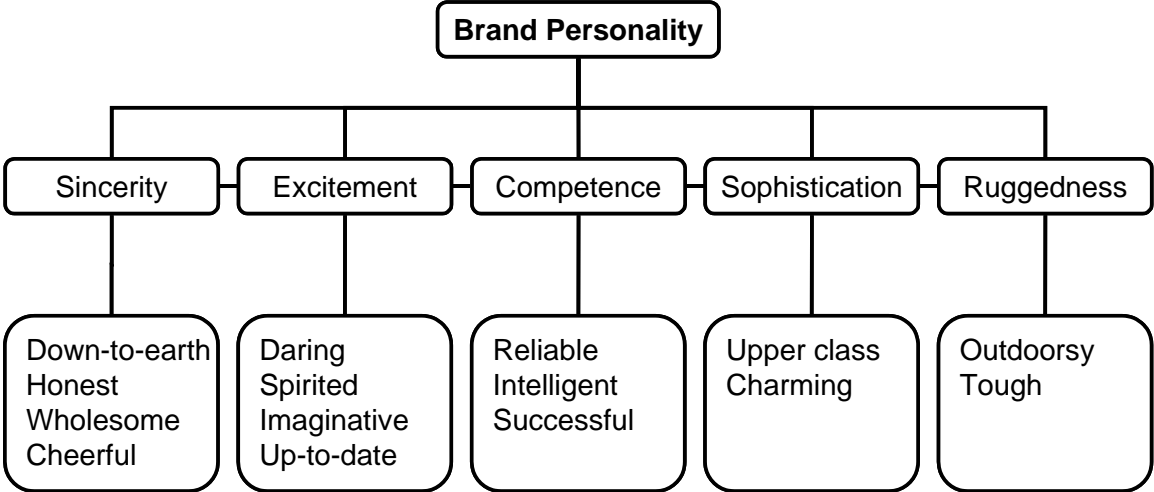 Brand Personality
Sincerity
Excitement
Competence
Sophistication
Ruggedness
Down-to-earth
Honest
Wholesome
Cheerful
Daring
Spirited
Imaginative
Up-to-date
Reliable
Intelligent
Successful
Upper class
Charming
Outdoorsy
Tough